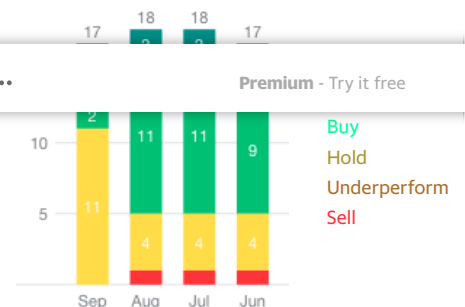 18 18
17 17
•• Premium - Try it free
2
Buy
10 11 11 9
Hold
Underperform
11
5
Sell
4 4 4
Sep Aug Jul Jun